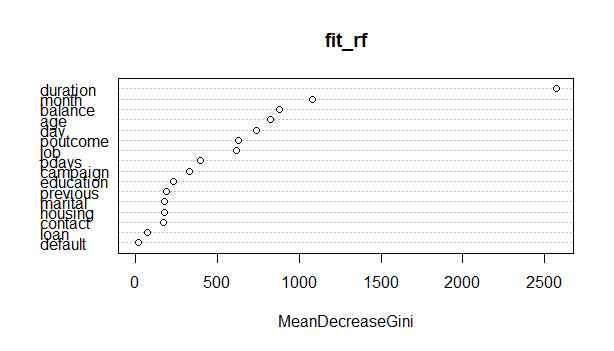 fit_rf
duration
month
balance
age
day
poutcome
job
pdays
campaign
education
previous
marital
housing
contact
loan
default
0 500 1000 1500 2000 2500
MeanDecreaseGini